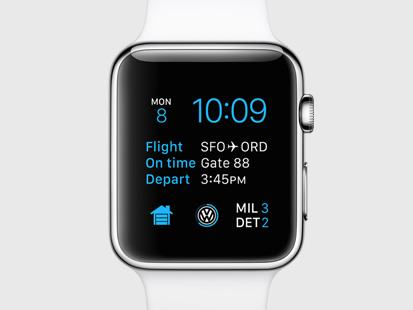 MON
8
10:09
Flight SFO✈ORD
On time Gate 88
Depart 3:45PM
MIL 3
DET 2